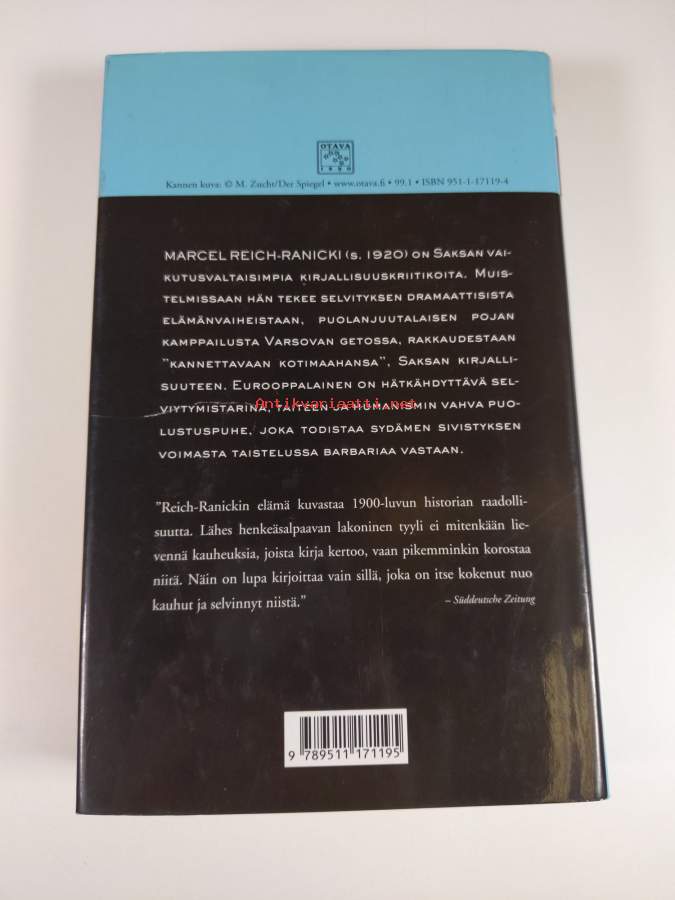 OTAVA
1890
Kannen kuva: © M. Zucht/Der Spiegel • www.otava.fi • 99.1 • ISBN 951-1-17119-4
MARCEL REICH-RANICKI (s. 1920) ON SAKSAN VAI-
KUTUSVALTAISIMPIA KIRJALLISUUSKRIITIKOITA. MUIS-
TELMISSAAN HÄN TEKEE SELVITYKSEN DRAMAATTISISTA
ELÄMÄNVAIHEISTAAN, PUOLANJUUTALAISEN POJAN
KAMPPAILUSTA VARSOVAN GETOSSA, RAKKAUDESTAAN
"KANNETTAVAAN KOTIMAAHANSA", SAKSAN KIRJALLI-
SUUTEEN. EUROOPPALAINEN ON HÄTKÄHDYTTÄVÄ SEL-
VIYTYMISTARINA, TAITEEN JA HUMANISMIN VAHVA PUO-
Antikvariaatti.net
LUSTUSPUHE, JOKA TODISTAA SYDÄMEN SIVISTYKSEN
VOIMASTA TAISTELUSSA BARBARIAA VASTAAN.
"Reich-Ranickin elämä kuvastaa 1900-luvun historian raadolli-
suutta. Lähes henkeäsalpaavan lakoninen tyyli ei mitenkään lie-
vennä kauheuksia, joista kirja kertoo, vaan pikemminkin korostaa
niitä. Näin on lupa kirjoittaa vain sillä, joka on itse kokenut nuo
kauhut ja selvinnyt niistä."
– Süddeutsche Zeitung
9 789511 171195